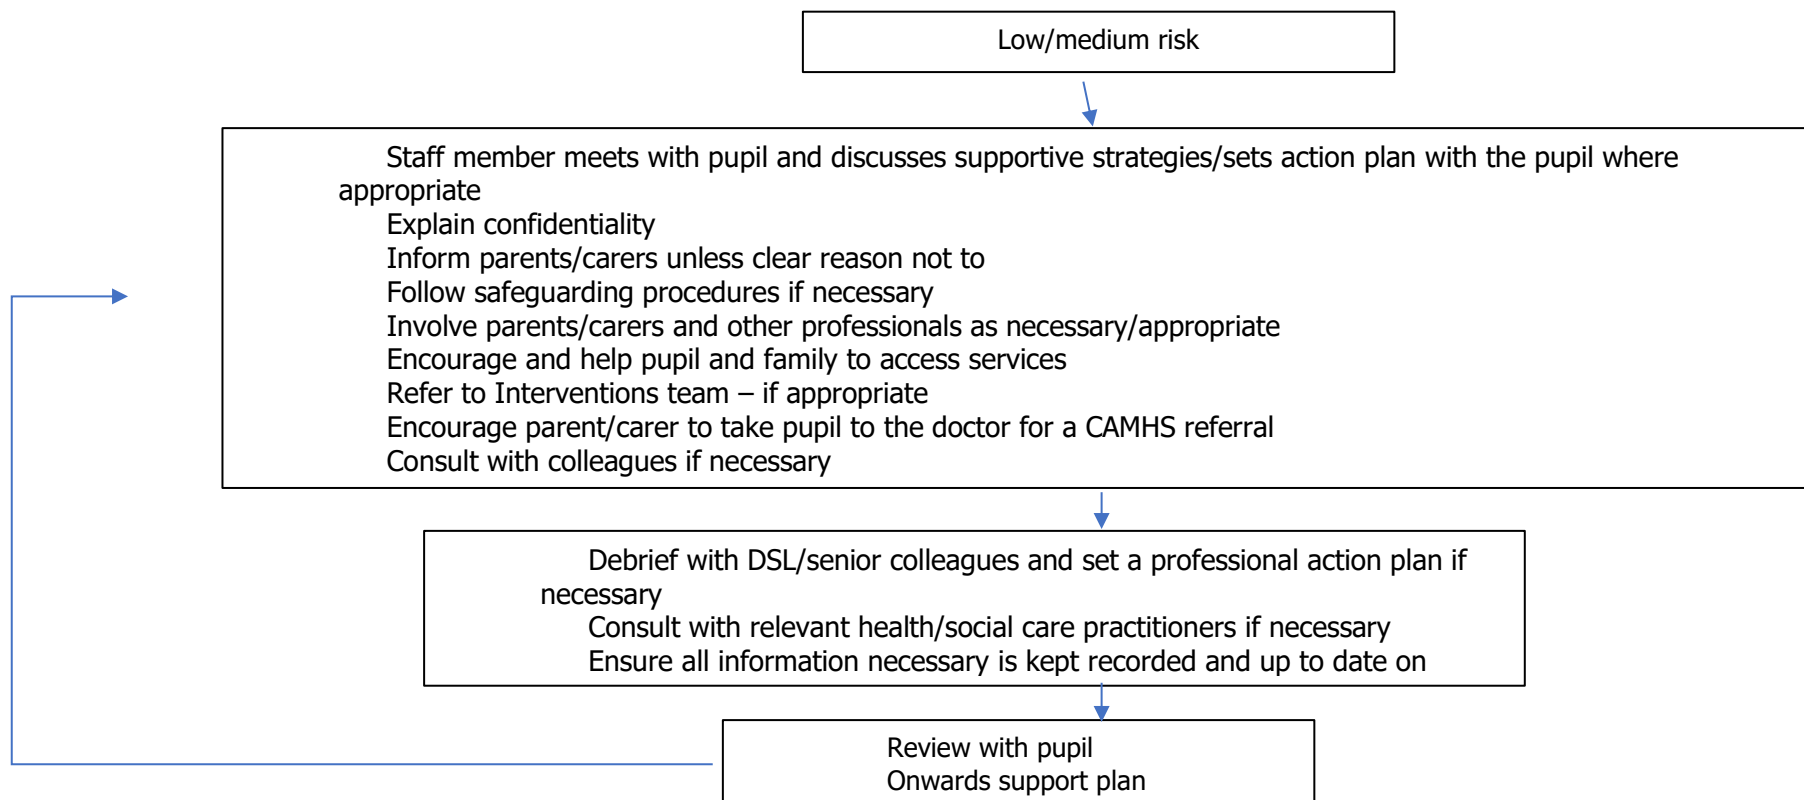 Low/medium risk
Staff member meets with pupil and discusses supportive strategies/sets action plan with the pupil where
appropriate
Explain confidentiality
Inform parents/carers unless clear reason not to
Follow safeguarding procedures if necessary
Involve parents/carers and other professionals as necessary/appropriate
Encourage and help pupil and family to access services
Refer to Interventions team – if appropriate
Encourage parent/carer to take pupil to the doctor for a CAMHS referral
Consult with colleagues if necessary
Debrief with DSL/senior colleagues and set a professional action plan if
necessary
Consult with relevant health/social care practitioners if necessary
Ensure all information necessary is kept recorded and up to date on
Review with pupil
Onwards support plan